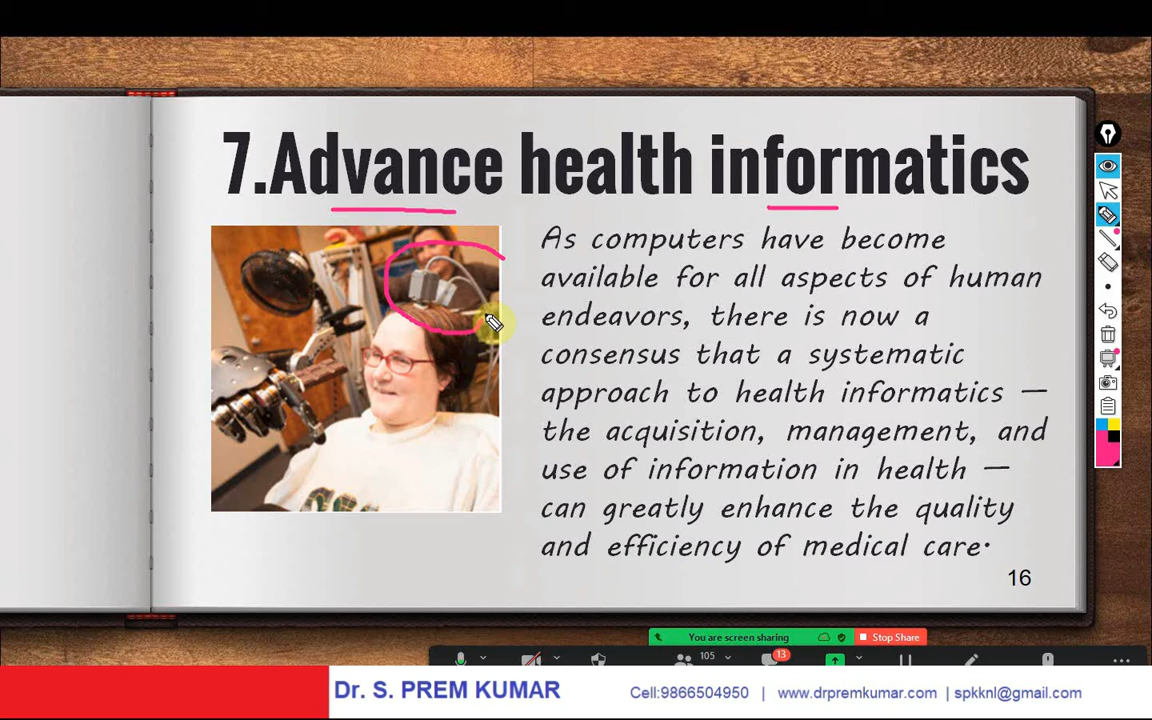 7.Advance health informatics
As computers have become
available for all aspects of human
endeavors, there is now a
consensus that a systematic
approach to health informatics —
the acquisition, management, and
use of information in health —
can greatly enhance the quality
and efficiency of medical care.
16
You are screen sharing
Stop Share
105
13
Dr. S. PREM KUMAR
Cell:9866504950 | www.drpremkumar.com | spkknl@gmail.com